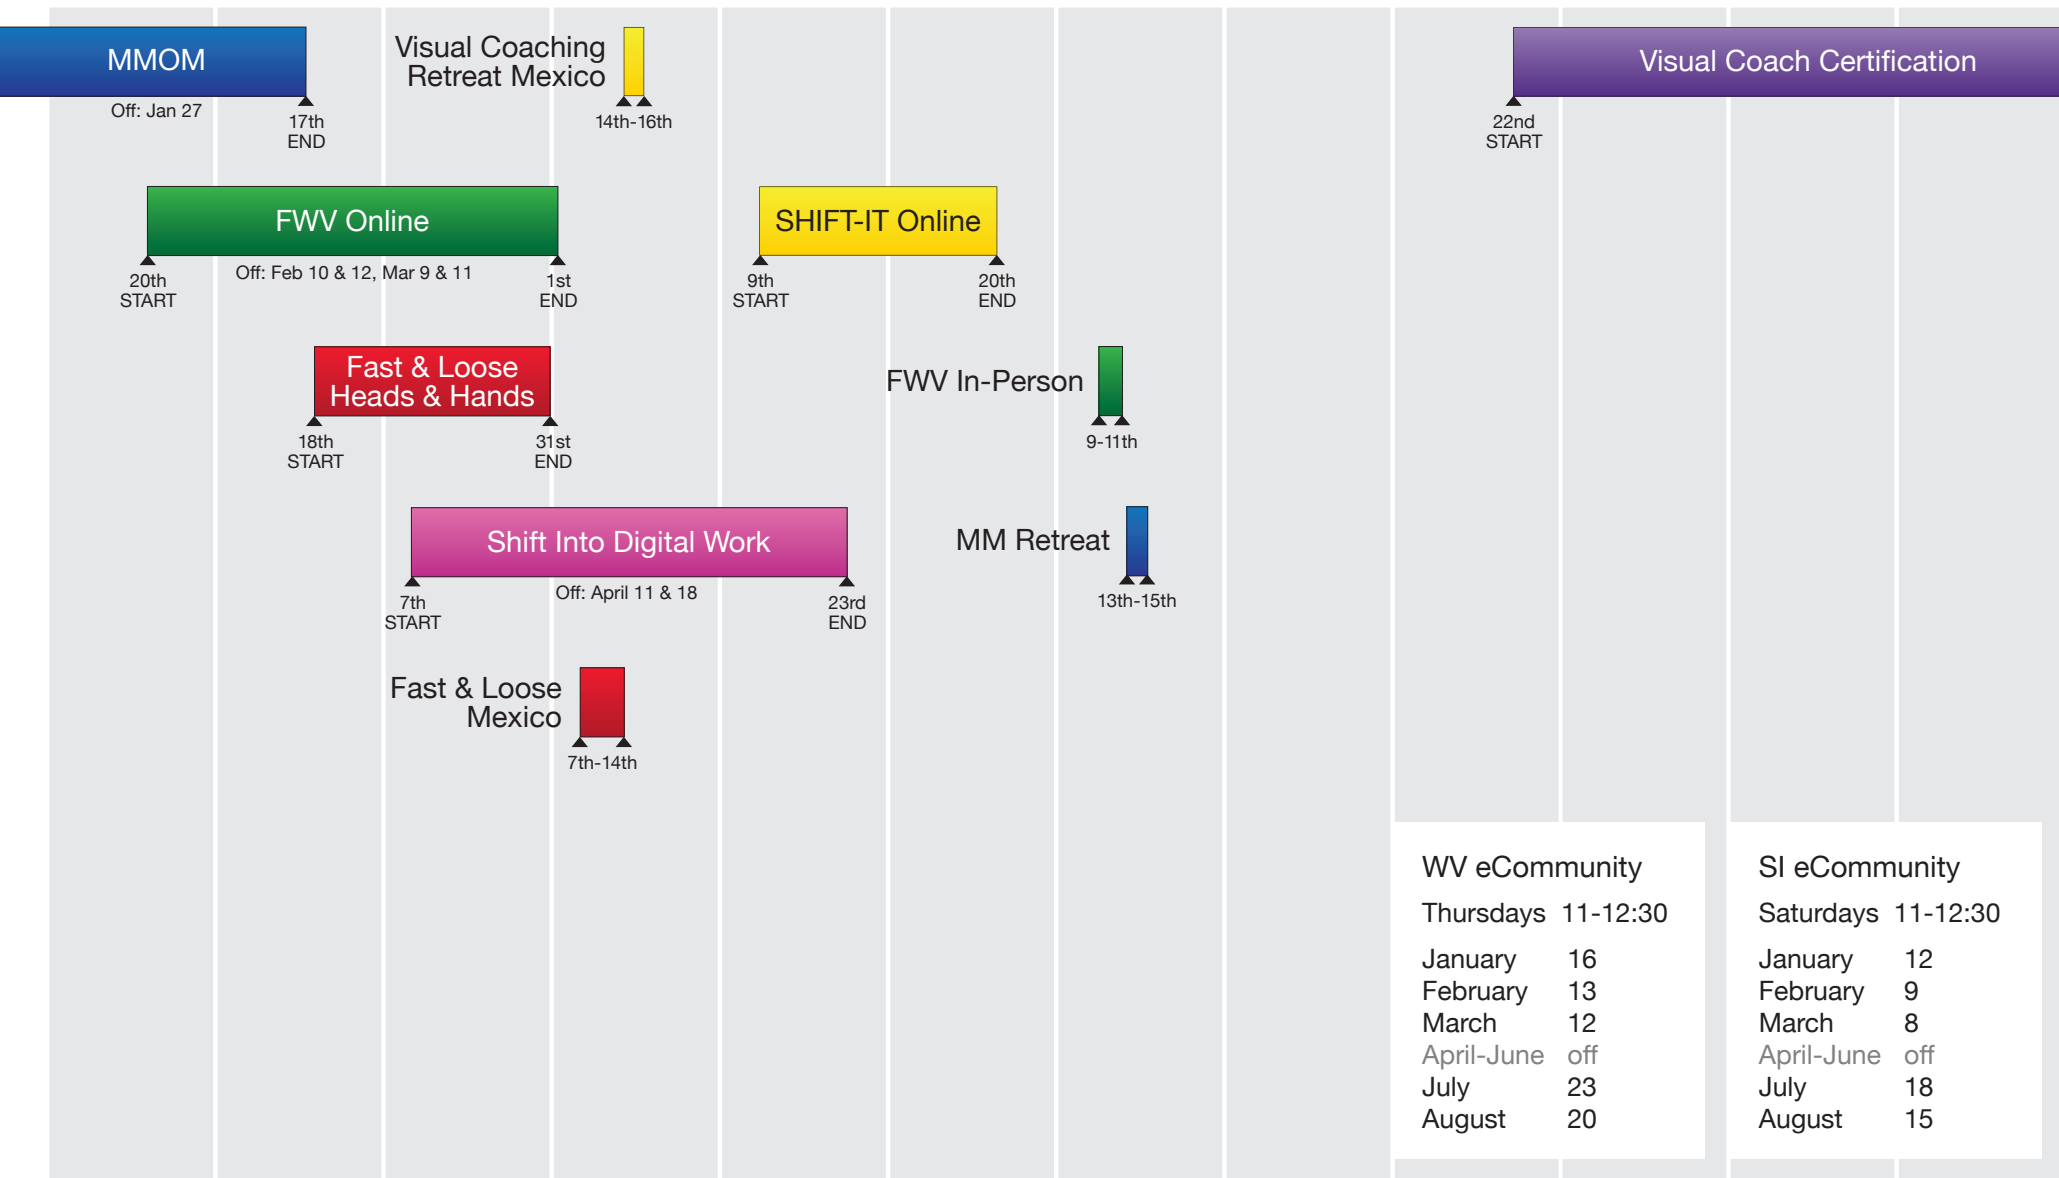 MMOM
Off: Jan 27
17th
END
Visual Coaching
Retreat Mexico
14th-16th
Visual Coach Certification
22nd
START
FWV Online
Off: Feb 10 & 12, Mar 9 & 11
20th
START
1st
END
SHIFT-IT Online
9th
START
20th
END
Fast & Loose
Heads & Hands
18th
START
31st
END
FWV In-Person
9-11th
Shift Into Digital Work
Off: April 11 & 18
7th
START
23rd
END
MM Retreat
13th-15th
Fast & Loose
Mexico
7th-14th
WV eCommunity
Thursdays 11-12:30
January 16
February 13
March 12
April-June off
July 23
August 20
SI eCommunity
Saturdays 11-12:30
January 12
February 9
March 8
April-June off
July 18
August 15